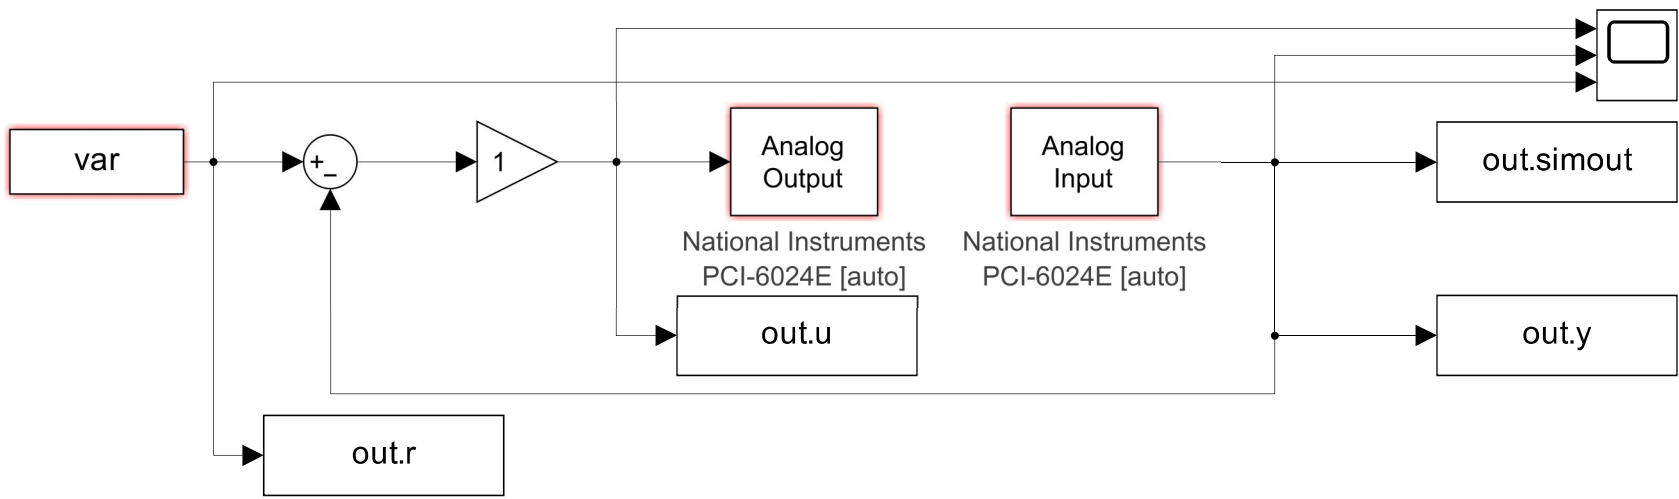 var
+
−
1
Analog
Output
National Instruments
PCI-6024E [auto]
Analog
Input
National Instruments
PCI-6024E [auto]
out.simout
out.u
out.y
out.r